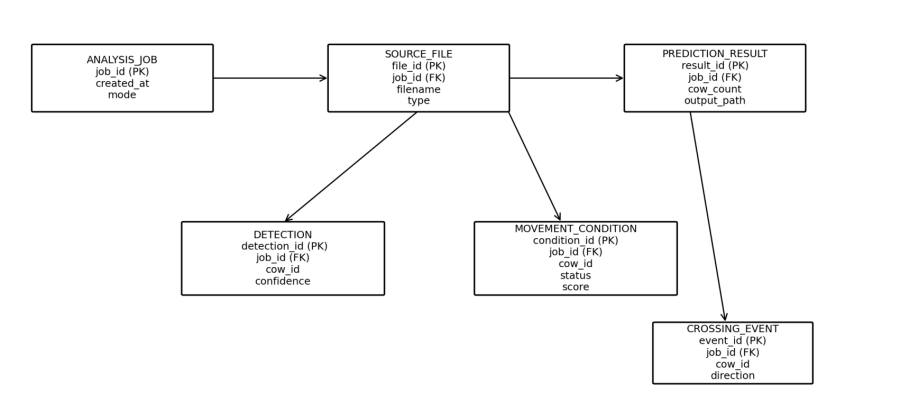 ANALYSIS_JOB
job_id (PK)
created_at
mode
SOURCE_FILE
file_id (PK)
job_id (FK)
filename
type
PREDICTION_RESULT
result_id (PK)
job_id (FK)
cow_count
output_path
DETECTION
detection_id (PK)
job_id (FK)
cow_id
confidence
MOVEMENT_CONDITION
condition_id (PK)
job_id (FK)
cow_id
status
score
CROSSING_EVENT
event_id (PK)
job_id (FK)
cow_id
direction